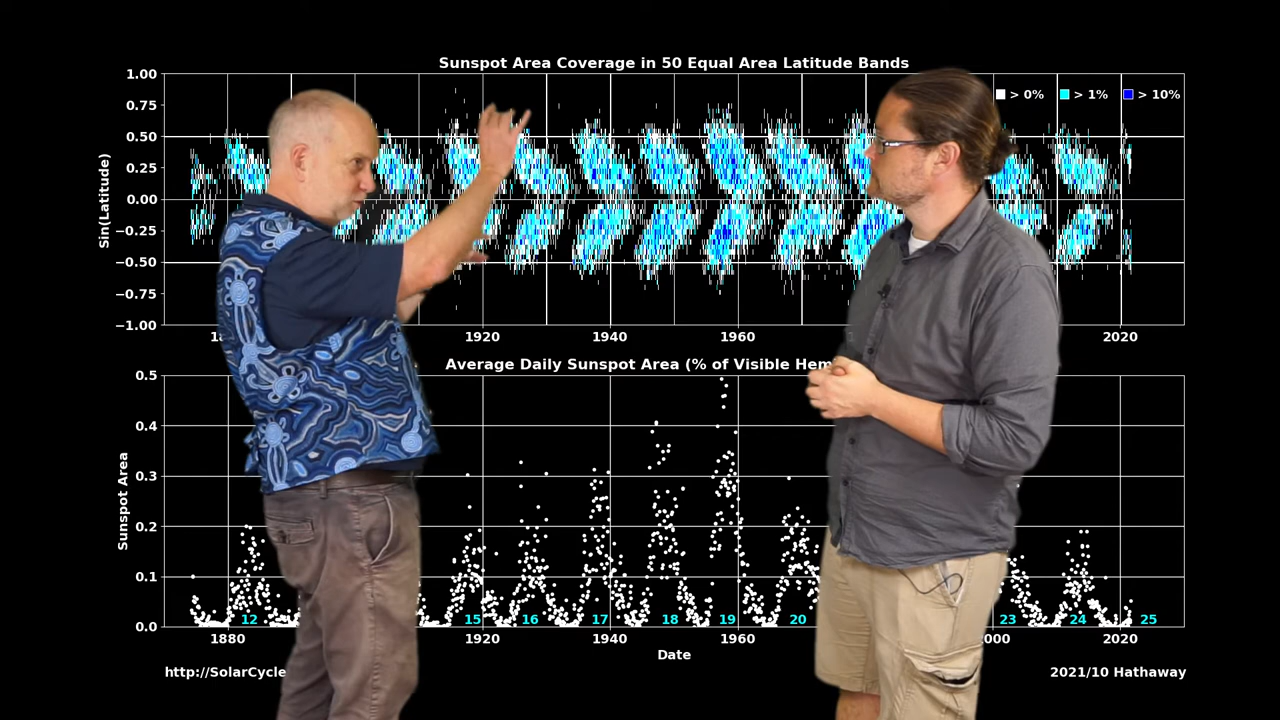 Sunspot Area Coverage in 50 Equal Area Latitude Bands
1.00
0.75
0.50
0.25
0.00
−0.25
−0.50
−0.75
−1.00
Sin(Latitude)
> 0% > 1% > 10%
1920 1940 1960 2020
Average Daily Sunspot Area (% of Visible
0.5
0.4
0.3
0.2
0.1
0.0
Sunspot Area
12 15 16 17 18 19 20 23 24 25
1880 1920 1940 1960 2020
Date
http://SolarCycle 2021/10 Hathaway